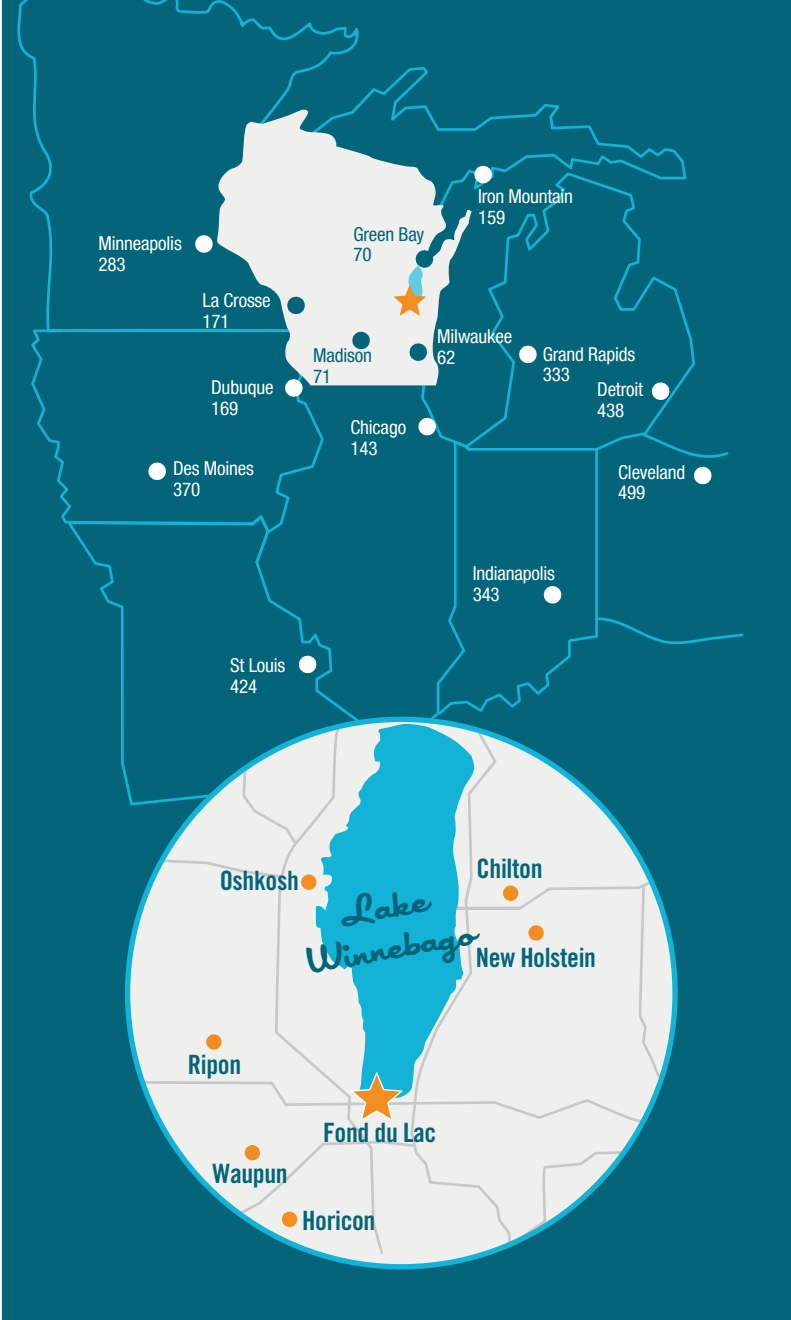 Iron Mountain
159
Green Bay
70
Minneapolis
283
La Crosse
171
Milwaukee
62
Madison
71
Grand Rapids
333
Dubuque
169
Detroit
438
Chicago
143
Des Moines
370
Cleveland
499
Indianapolis
343
St Louis
424
Chilton
Oshkosh
Lake
Winnebago
New Holstein
Ripon
Fond du Lac
Waupun
Horicon